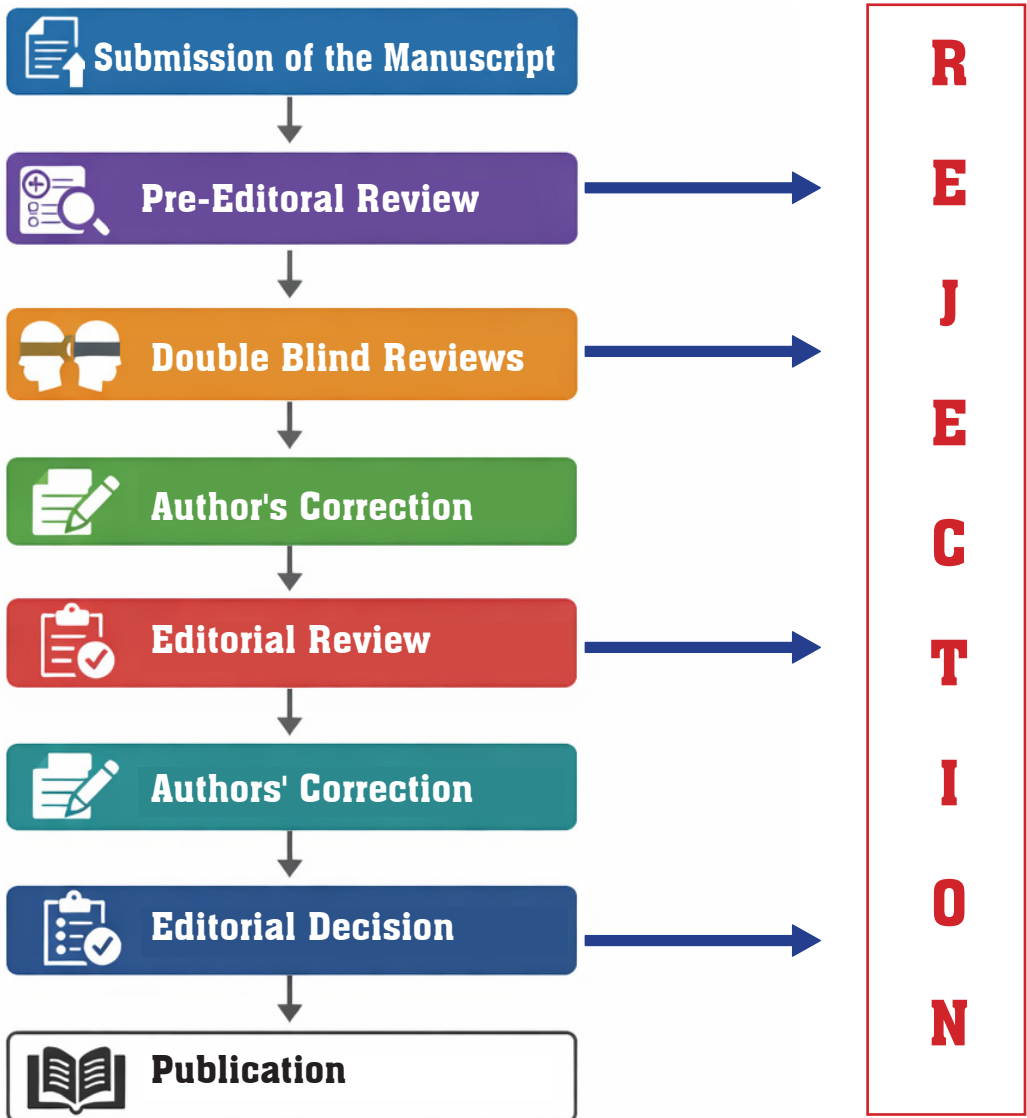 Submission of the Manuscript
Pre-Editoral Review
Double Blind Reviews
Author's Correction
Editorial Review
Authors' Correction
Editorial Decision
Publication
R
E
J
E
C
T
I
O
N